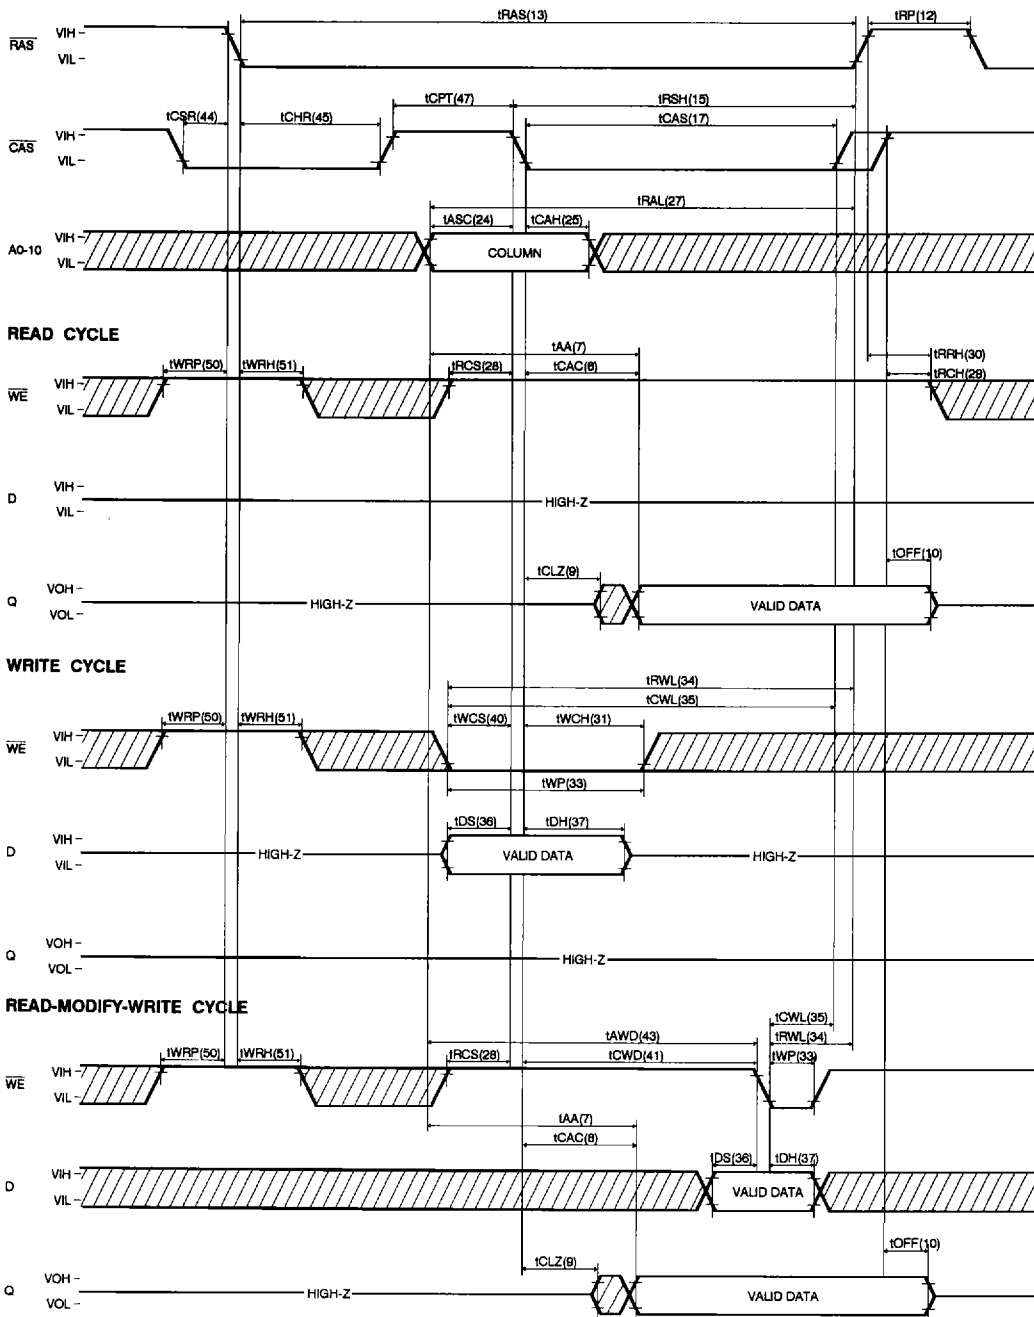 tRAS(13) tRP(12)
RAS VIH VIL
tCPT(47) tRSH(15)
tCSR(44) tCHR(45) tCAS(17)
CAS VIH VIL
tRAL(27)
tASC(24) tCAH(25)
A0-10 VIH VIL COLUMN
READ CYCLE
tAA(7) tRRH(30)
tWRP(50) tWRH(51) tRCS(28) tCAC(8) tRCH(29)
WE VIH VIL
D VIH VIL HIGH-Z
tOFF(10)
tCLZ(9)
Q VOH VOL HIGH-Z VALID DATA
WRITE CYCLE
tRWL(34)
tCWL(35)
tWRP(50) tWRH(51) tWCS(40) tWCH(31)
WE VIH VIL
tWP(33)
tDS(36) tDH(37)
D VIH VIL HIGH-Z VALID DATA HIGH-Z
Q VOH VOL HIGH-Z
READ-MODIFY-WRITE CYCLE
tCWL(35)
tAWD(43) tRWL(34)
tWRP(50) tWRH(51) tRCS(28) tCWD(41) tWP(33)
WE VIH VIL
tAA(7)
tCAC(8)
tDS(36) tDH(37)
D VIH VIL VALID DATA
tOFF(10)
tCLZ(9)
Q VOH VOL HIGH-Z VALID DATA